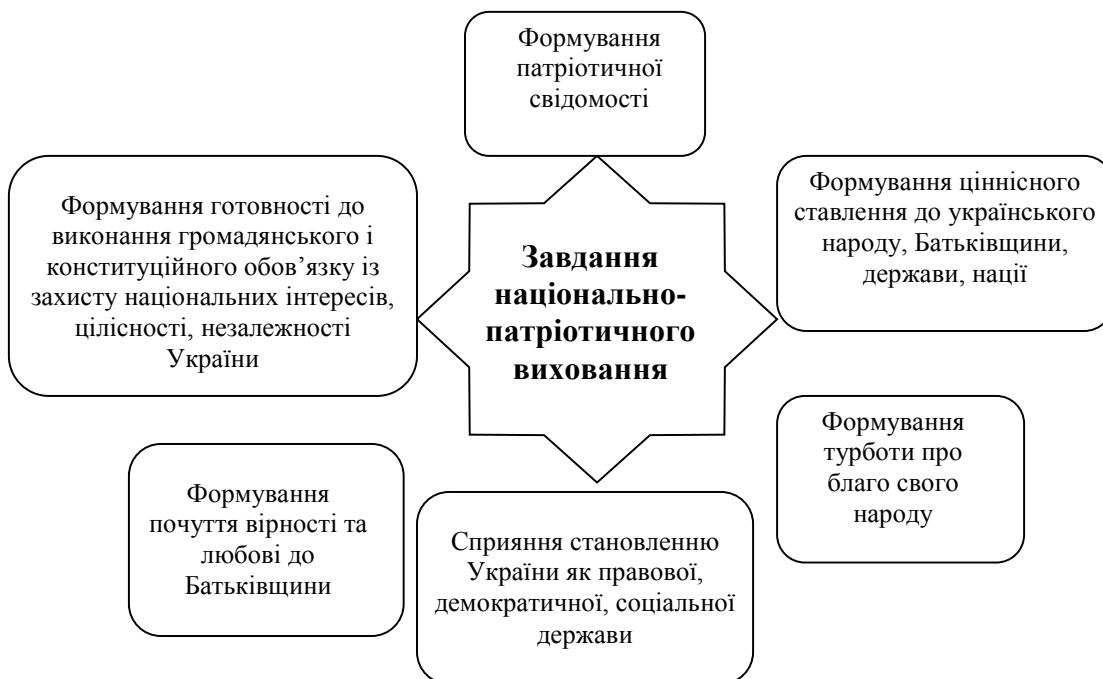 Формування
патріотичної
свідомості
Формування готовності до
виконання громадянського і
конституційного обов’язку із
захисту національних інтересів,
цілісності, незалежності
України
Завдання
національно-
патріотичного
виховання
Формування ціннісного
ставлення до українського
народу, Батьківщини,
держави, нації
Формування
почуття вірності та
любові до
Батьківщини
Сприяння становленню
України як правової,
демократичної, соціальної
держави
Формування
турботи про
благо свого
народу